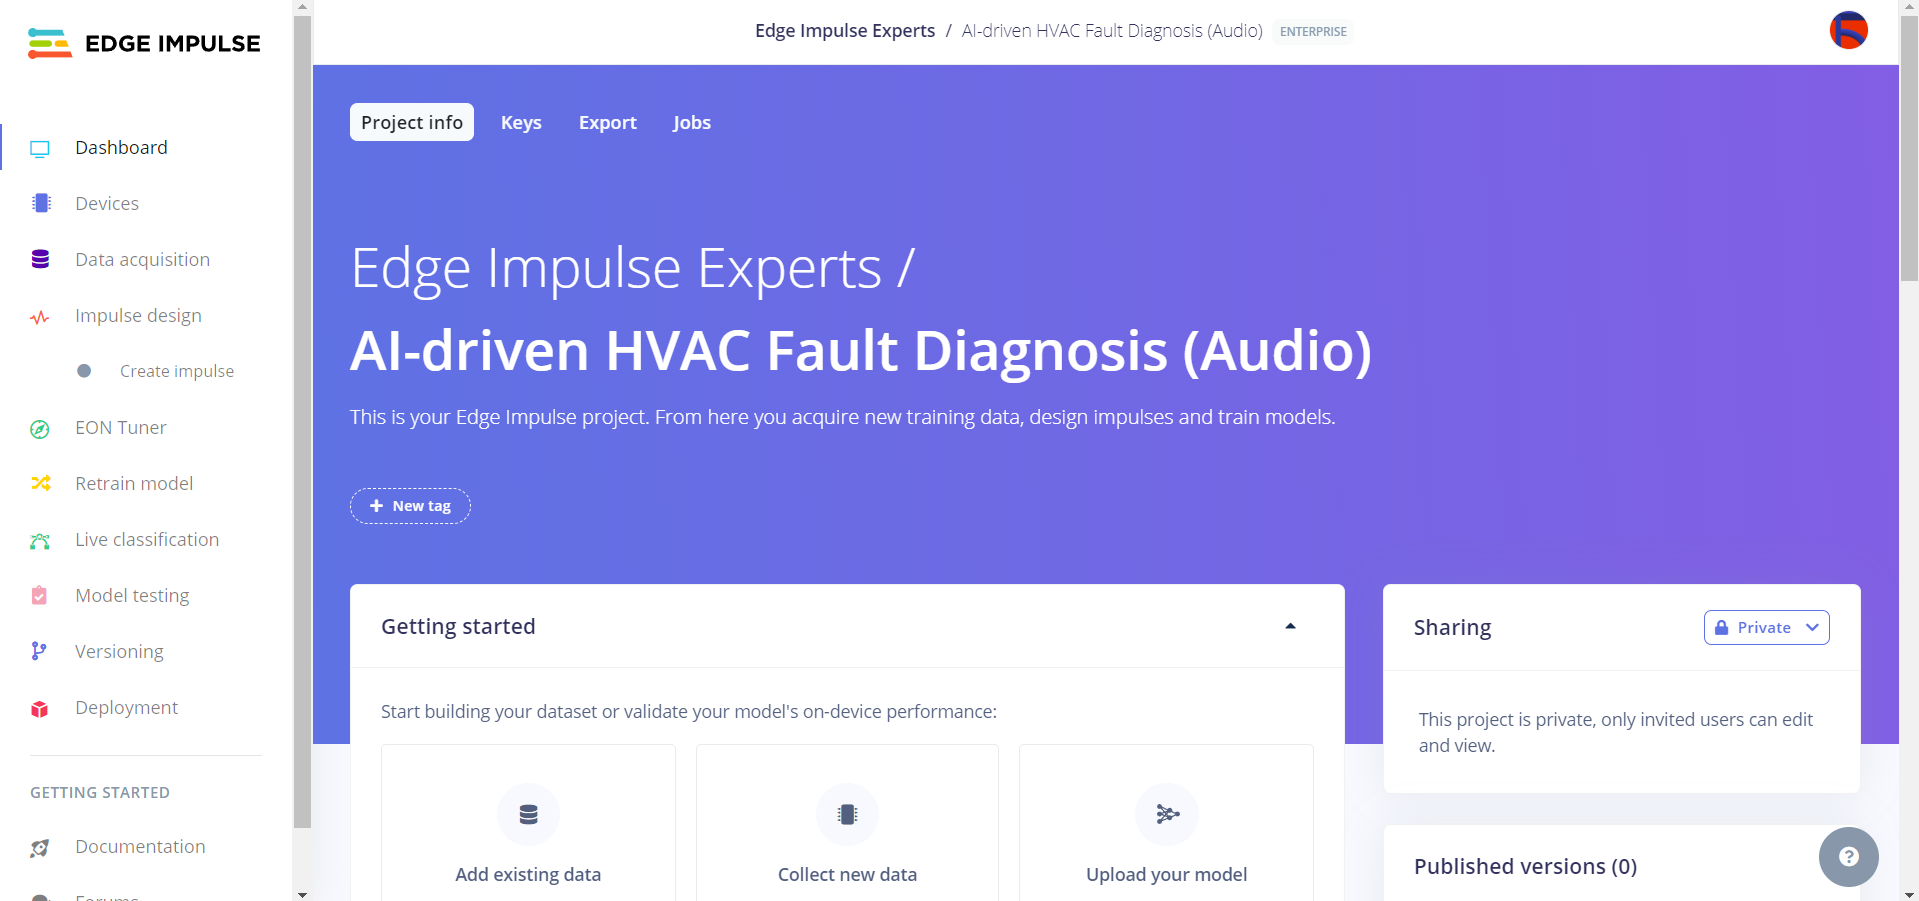 EDGE IMPULSE
Edge Impulse Experts / AI-driven HVAC Fault Diagnosis (Audio) ENTERPRISE
Dashboard
Devices
Data acquisition
Impulse design
Create impulse
EON Tuner
Retrain model
Live classification
Model testing
Versioning
Deployment
GETTING STARTED
Documentation
Forums
Project info Keys Export Jobs
Edge Impulse Experts /
AI-driven HVAC Fault Diagnosis (Audio)
This is your Edge Impulse project. From here you acquire new training data, design impulses and train models.
+ New tag
Getting started
Start building your dataset or validate your model's on-device performance:
Add existing data
Collect new data
Upload your model
Sharing
Private
This project is private, only invited users can edit
and view.
Published versions (0)
?